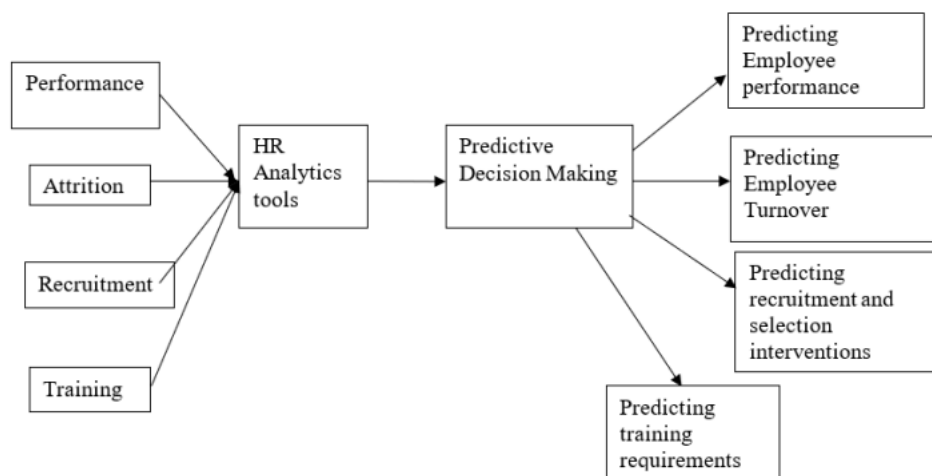 Performance
Attrition
Recruitment
Training
HR
Analytics
tools
Predictive
Decision Making
Predicting
Employee
performance
Predicting
Employee
Turnover
Predicting
recruitment and
selection
interventions
Predicting
training
requirements